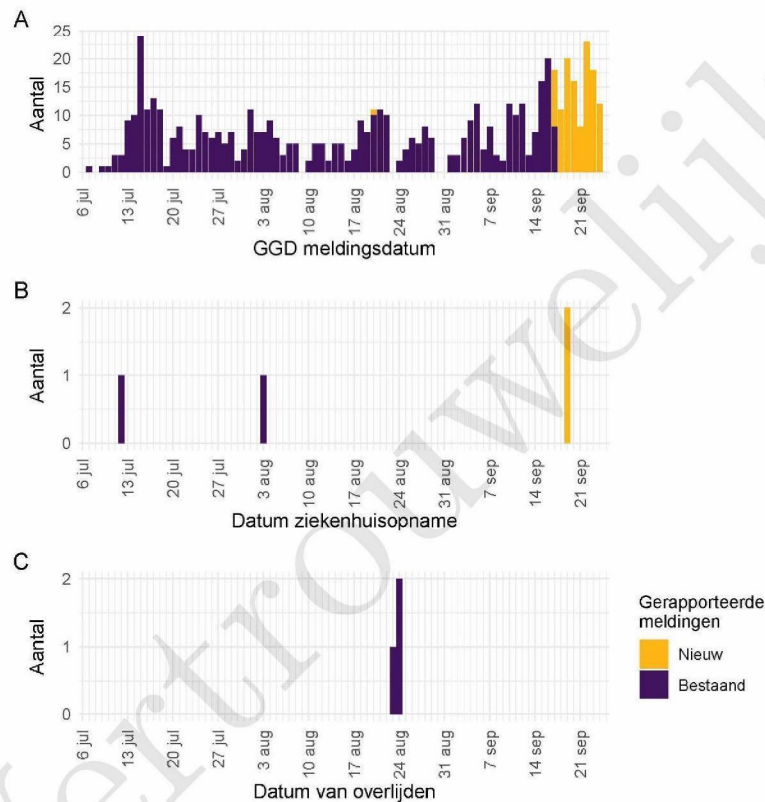 A
25
20
15
10
5
0
Aantal
6 jul
13 jul
20 jul
27 jul
3 aug
10 aug
17 aug
24 aug
31 aug
7 sep
14 sep
21 sep
GGD meldingsdatum
B
2
1
0
Aantal
6 jul
13 jul
20 jul
27 jul
3 aug
10 aug
17 aug
24 aug
31 aug
7 sep
14 sep
21 sep
Datum ziekenhuisopname
C
2
1
0
Aantal
6 jul
13 jul
20 jul
27 jul
3 aug
10 aug
17 aug
24 aug
31 aug
7 sep
14 sep
21 sep
Datum van overlijden
Gerapporteerde
meldingen
Nieuw
Bestaand
ertrouwelij